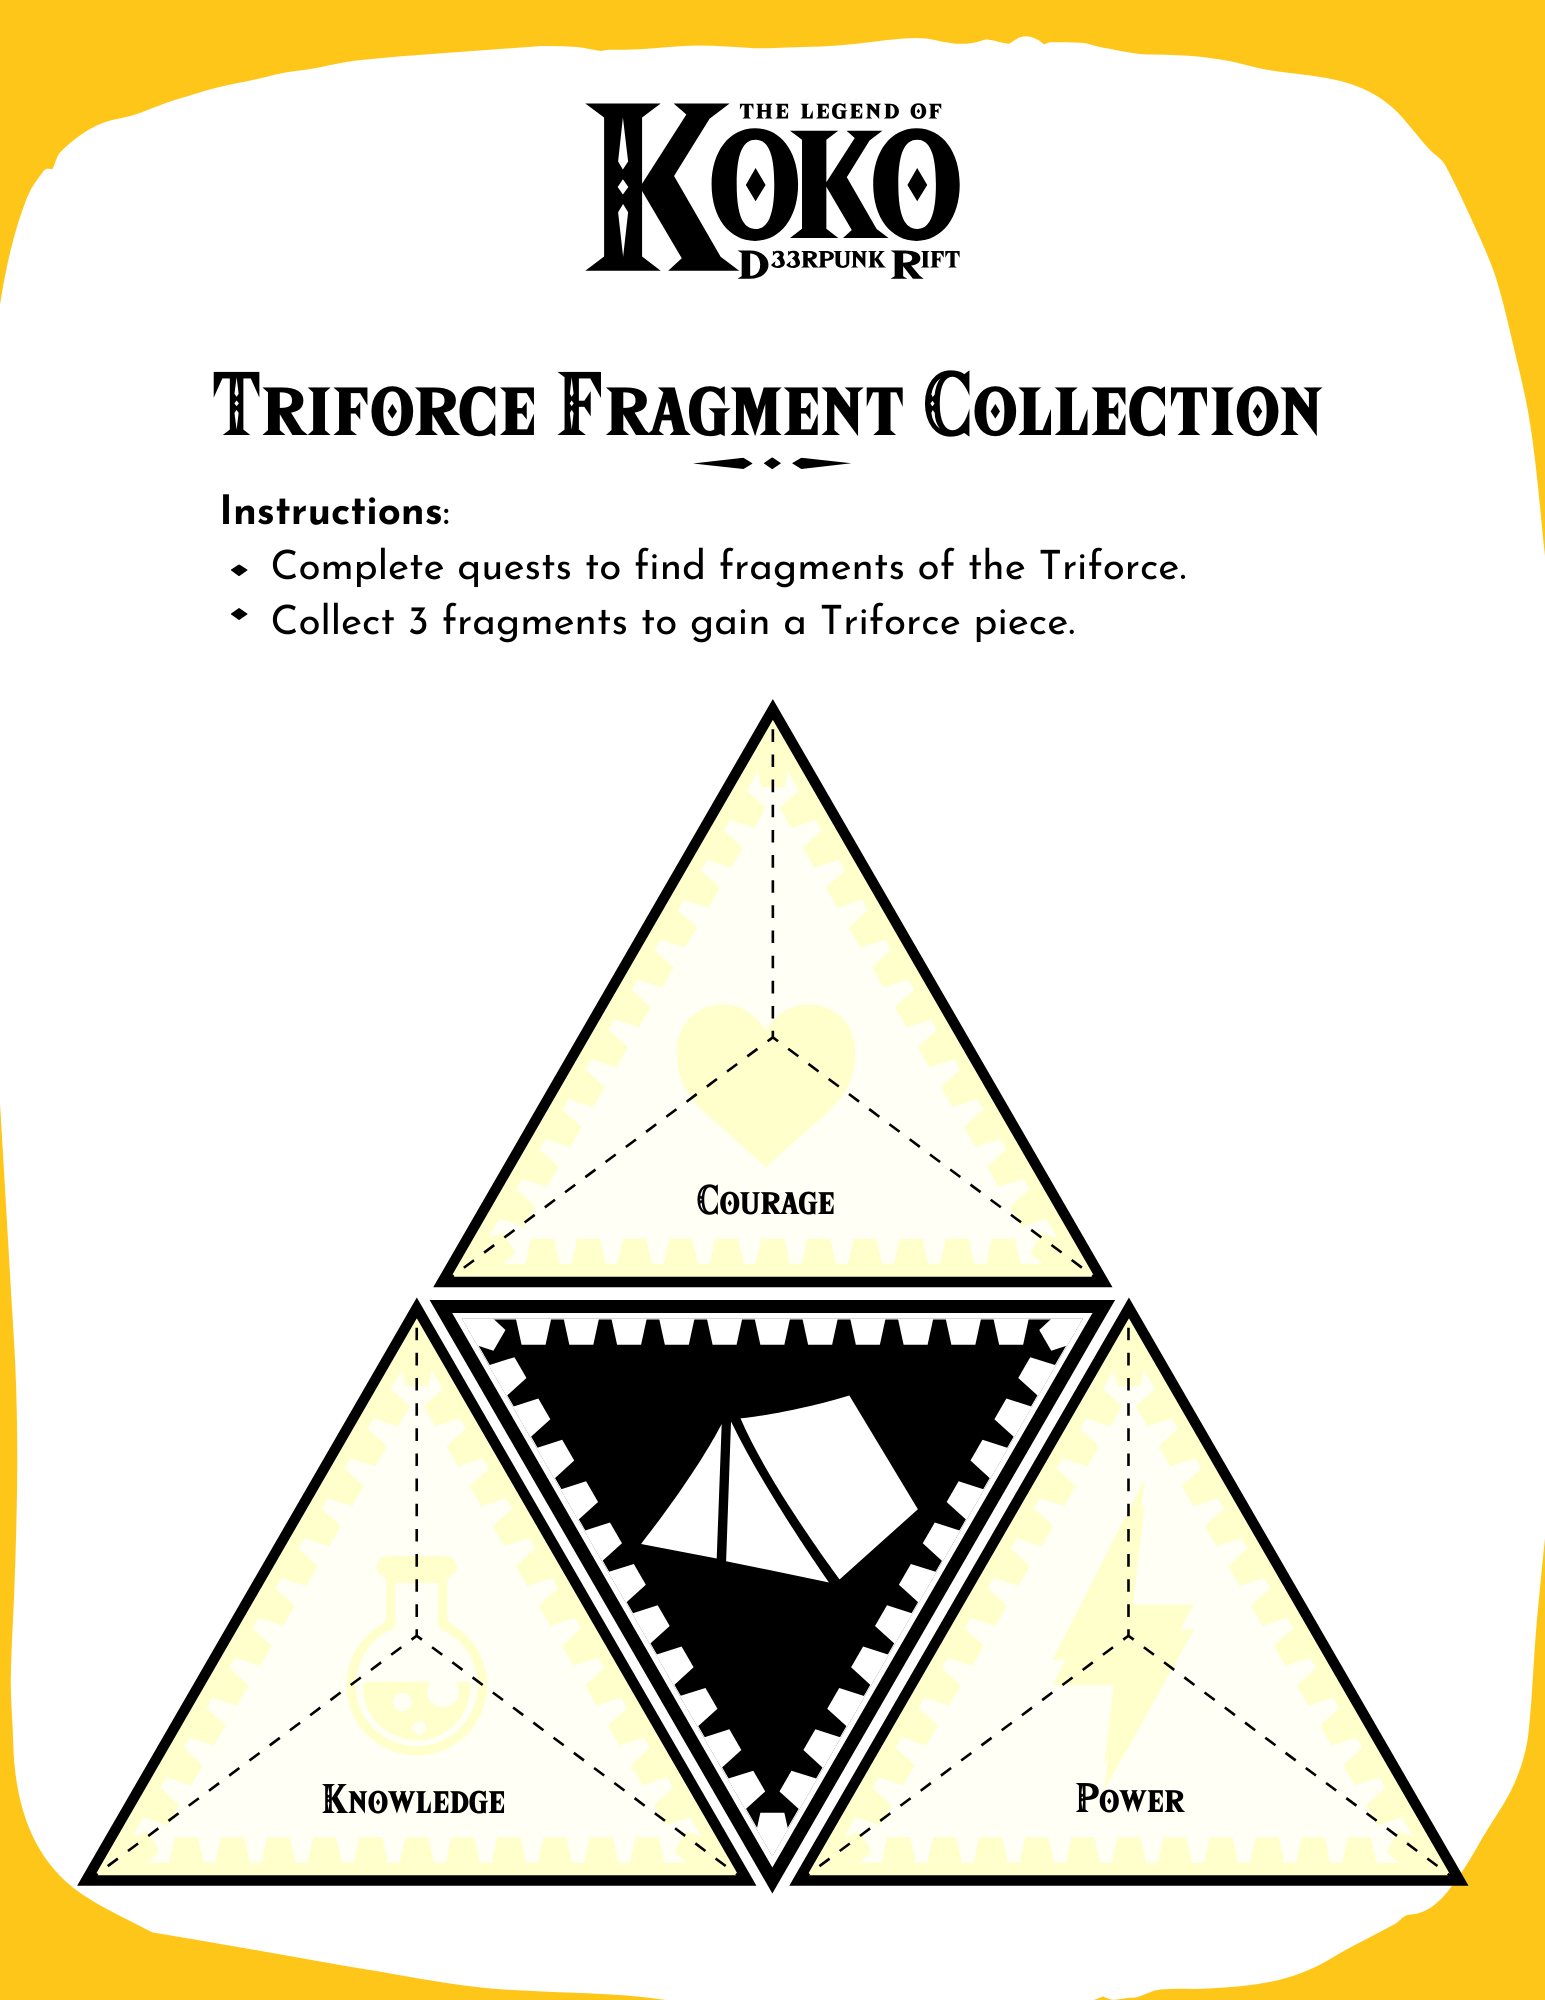 THE LEGEND OF
KOKO
D33RPUNK RIFT
TRIFORCE FRAGMENT COLLECTION
Instructions:
Complete quests to find fragments of the Triforce.
Collect 3 fragments to gain a Triforce piece.
COURAGE
KNOWLEDGE
POWER